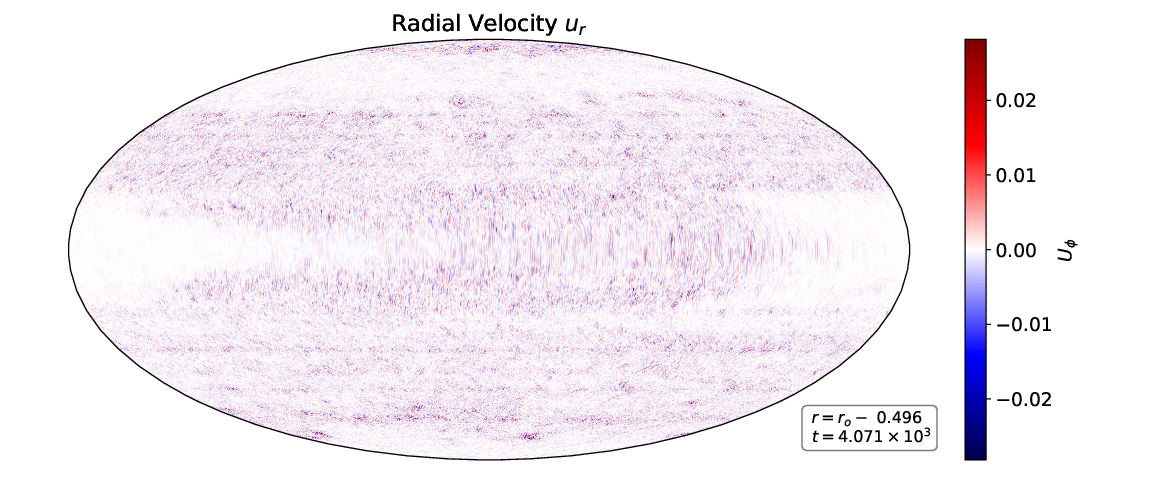 Radial Velocity $u_r$
0.02
0.01
0.00
−0.01
−0.02
$U_\phi$
$r = r_o -$ 0.496
$t = 4.071 \times 10^3$